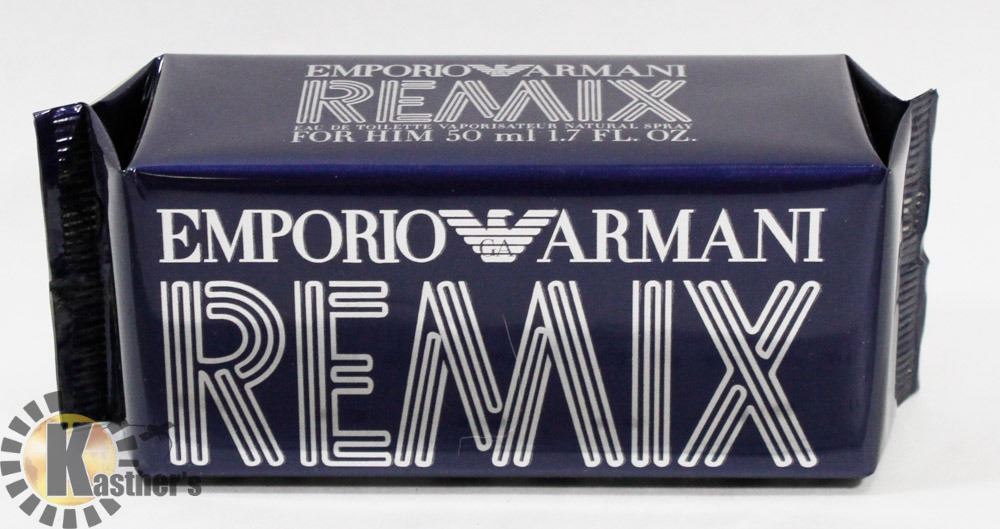 EMPORIO ARMANI
REMIX
EAU DE TOILETTE VAPORISATEUR NATURAL SPRAY
FOR HIM 50 ml 1.7 FL. OZ.
EMPORIO GA ARMANI
REMIX
Kasther's